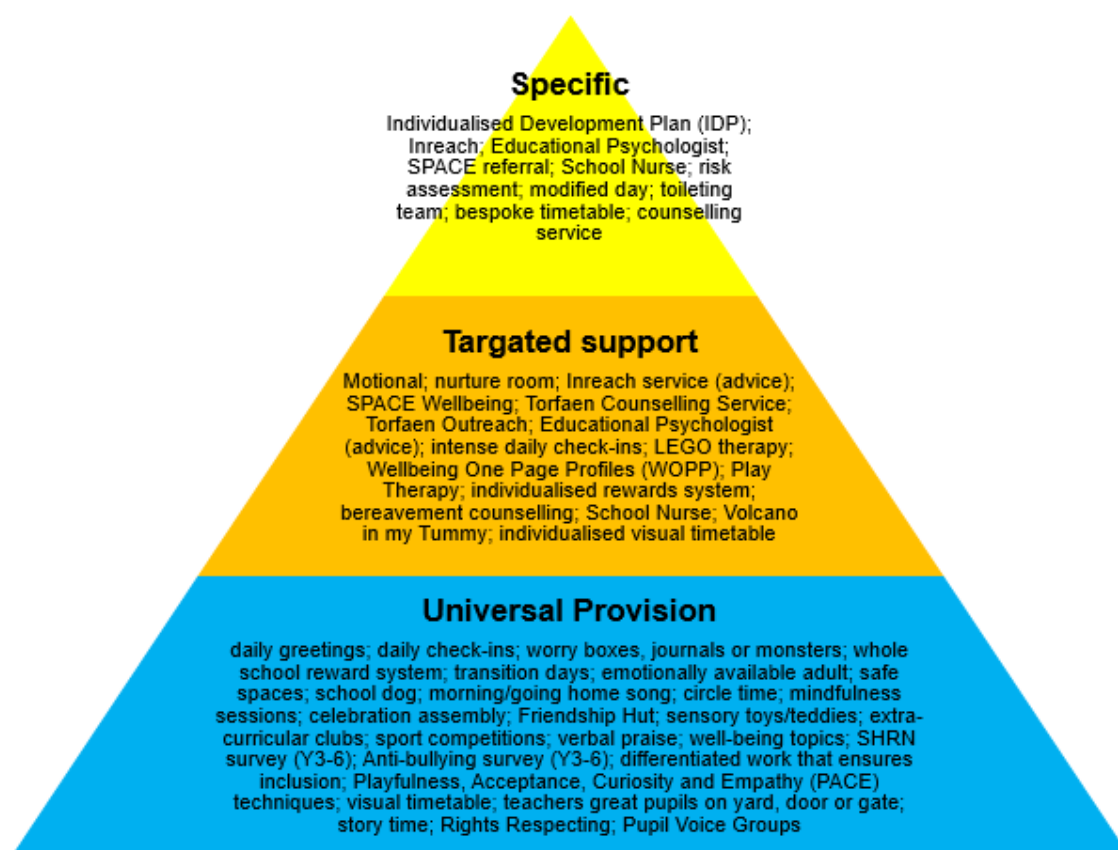 Specific
Individualised Development Plan (IDP);
Inreach; Educational Psychologist;
SPACE referral; School Nurse; risk
assessment; modified day; toileting
team; bespoke timetable; counselling
service
Targated support
Motional; nurture room; Inreach service (advice);
SPACE Wellbeing; Torfaen Counselling Service;
Torfaen Outreach; Educational Psychologist
(advice); intense daily check-ins; LEGO therapy;
Wellbeing One Page Profiles (WOPP); Play
Therapy; individualised rewards system;
bereavement counselling; School Nurse; Volcano
in my Tummy; individualised visual timetable
Universal Provision
daily greetings; daily check-ins; worry boxes, journals or monsters; whole
school reward system; transition days; emotionally available adult; safe
spaces; school dog; morning/going home song; circle time; mindfulness
sessions; celebration assembly; Friendship Hut; sensory toys/teddies; extra-
curricular clubs; sport competitions; verbal praise; well-being topics; SHRN
survey (Y3-6); Anti-bullying survey (Y3-6); differentiated work that ensures
inclusion; Playfulness, Acceptance, Curiosity and Empathy (PACE)
techniques; visual timetable; teachers great pupils on yard, door or gate;
story time; Rights Respecting; Pupil Voice Groups